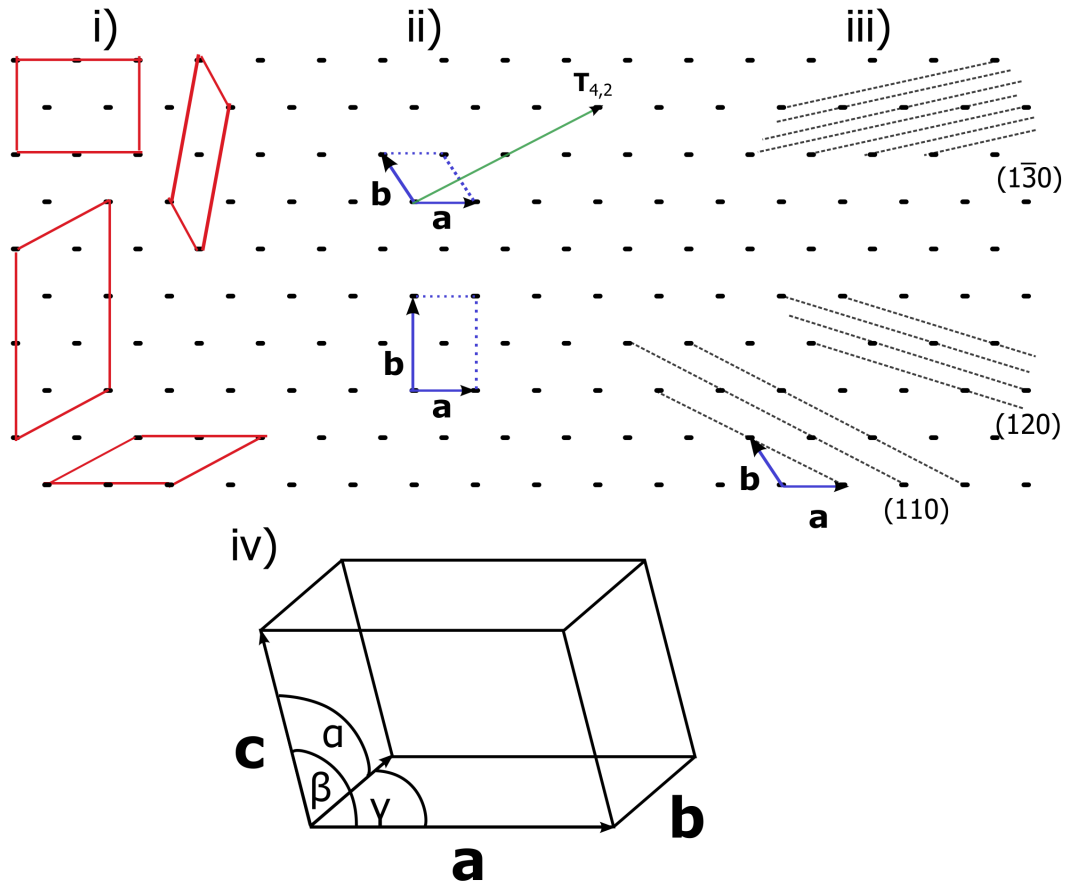 i)
ii)
iii)
T₄,₂
b
a
(13̅0)
b
a
(120)
b
a
(110)
iv)
c
α
β
γ
b
a